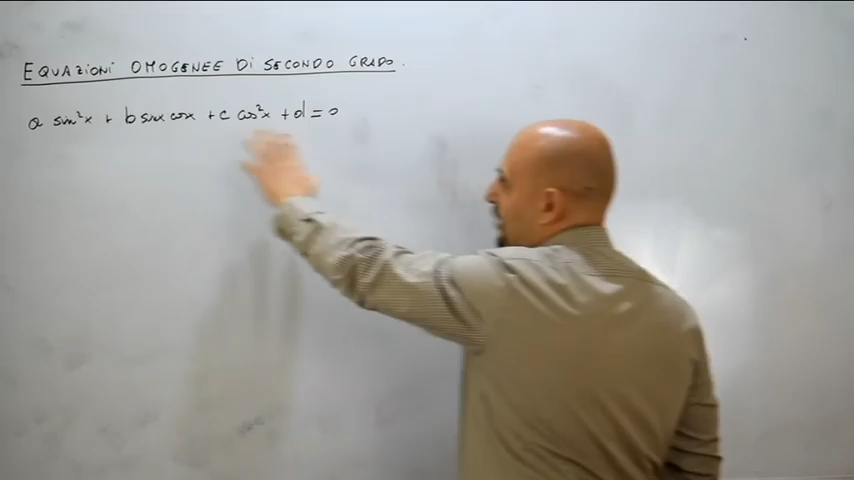 EQUAZIONI OMOGENEE DI SECONDO GRADO.
a sin²x + b sinx cosx + c cos²x + d = 0